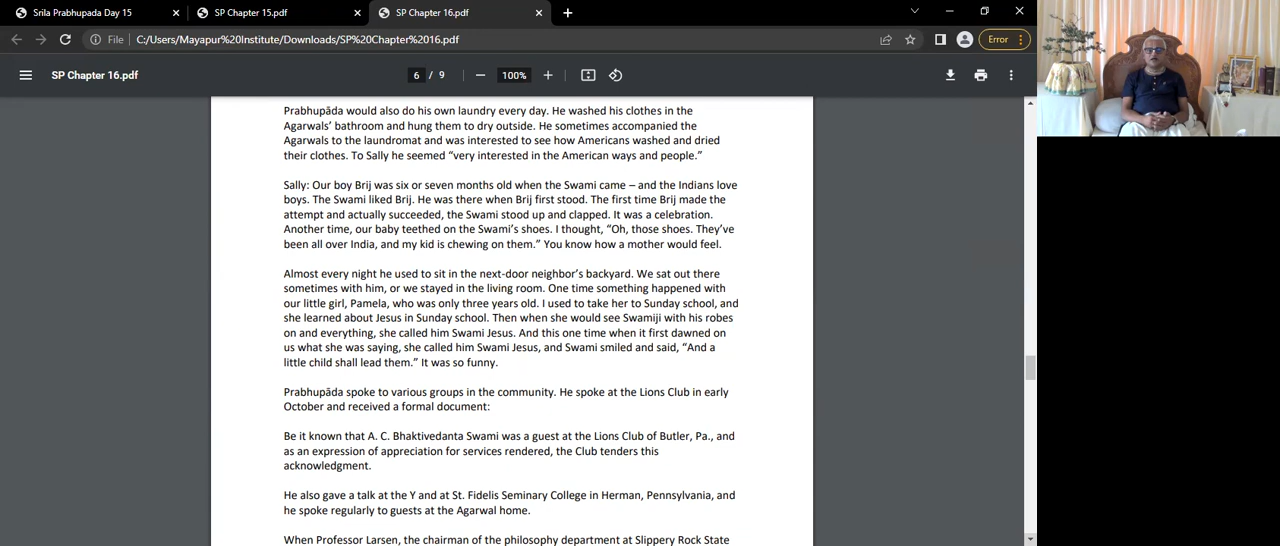 Srila Prabhupada Day 15
SP Chapter 15.pdf
SP Chapter 16.pdf
File
C:/Users/Mayapur%20Institute/Downloads/SP%20Chapter%2016.pdf
Error
SP Chapter 16.pdf
6 / 9
100%
Prabhupāda would also do his own laundry every day. He washed his clothes in the
Agarwals’ bathroom and hung them to dry outside. He sometimes accompanied the
Agarwals to the laundromat and was interested to see how Americans washed and dried
their clothes. To Sally he seemed “very interested in the American ways and people.”
Sally: Our boy Brij was six or seven months old when the Swami came – and the Indians love
boys. The Swami liked Brij. He was there when Brij first stood. The first time Brij made the
attempt and actually succeeded, the Swami stood up and clapped. It was a celebration.
Another time, our baby teethed on the Swami’s shoes. I thought, “Oh, those shoes. They’ve
been all over India, and my kid is chewing on them.” You know how a mother would feel.
Almost every night he used to sit in the next-door neighbor’s backyard. We sat out there
sometimes with him, or we stayed in the living room. One time something happened with
our little girl, Pamela, who was only three years old. I used to take her to Sunday school, and
she learned about Jesus in Sunday school. Then when she would see Swamiji with his robes
on and everything, she called him Swami Jesus. And this one time when it first dawned on
us what she was saying, she called him Swami Jesus, and Swami smiled and said, “And a
little child shall lead them.” It was so funny.
Prabhupāda spoke to various groups in the community. He spoke at the Lions Club in early
October and received a formal document:
Be it known that A. C. Bhaktivedanta Swami was a guest at the Lions Club of Butler, Pa., and
as an expression of appreciation for services rendered, the Club tenders this
acknowledgment.
He also gave a talk at the Y and at St. Fidelis Seminary College in Herman, Pennsylvania, and
he spoke regularly to guests at the Agarwal home.
When Professor Larsen, the chairman of the philosophy department at Slippery Rock State